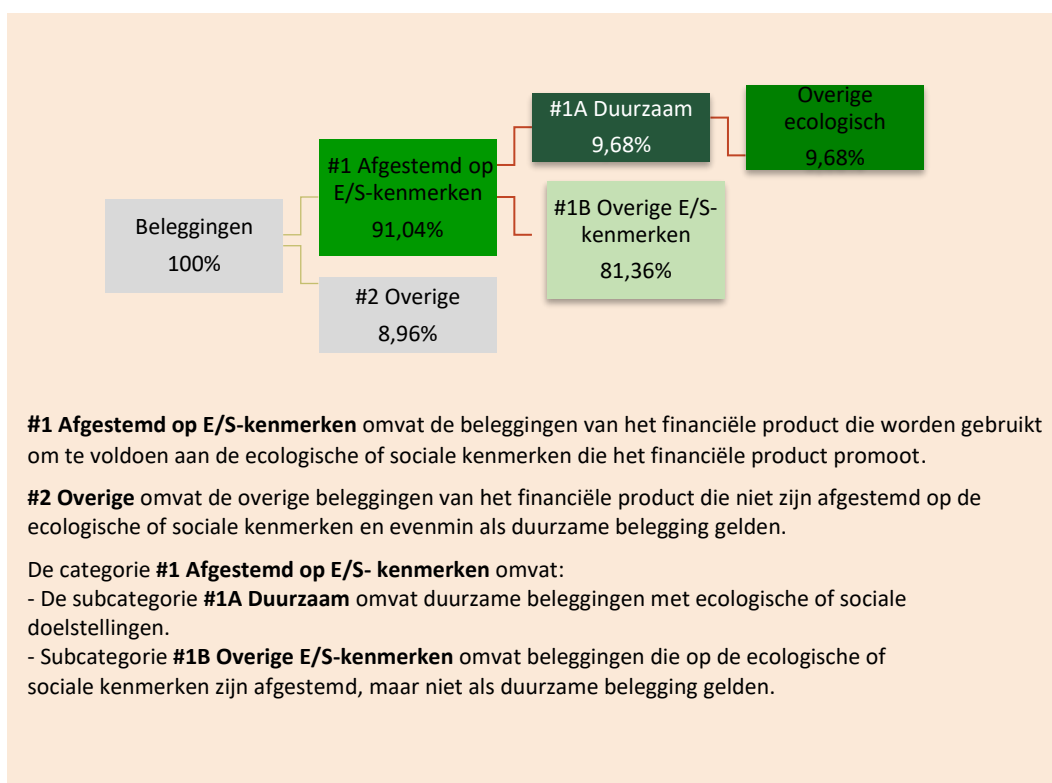 Beleggingen
100%
#1 Afgestemd op
E/S-kenmerken
91,04%
#2 Overige
8,96%
#1A Duurzaam
9,68%
#1B Overige E/S-
kenmerken
81,36%
Overige
ecologisch
9,68%
#1 Afgestemd op E/S-kenmerken omvat de beleggingen van het financiële product die worden gebruikt
om te voldoen aan de ecologische of sociale kenmerken die het financiële product promoot.
#2 Overige omvat de overige beleggingen van het financiële product die niet zijn afgestemd op de
ecologische of sociale kenmerken en evenmin als duurzame belegging gelden.
De categorie #1 Afgestemd op E/S- kenmerken omvat:
- De subcategorie #1A Duurzaam omvat duurzame beleggingen met ecologische of sociale
doelstellingen.
- Subcategorie #1B Overige E/S-kenmerken omvat beleggingen die op de ecologische of
sociale kenmerken zijn afgestemd, maar niet als duurzame belegging gelden.